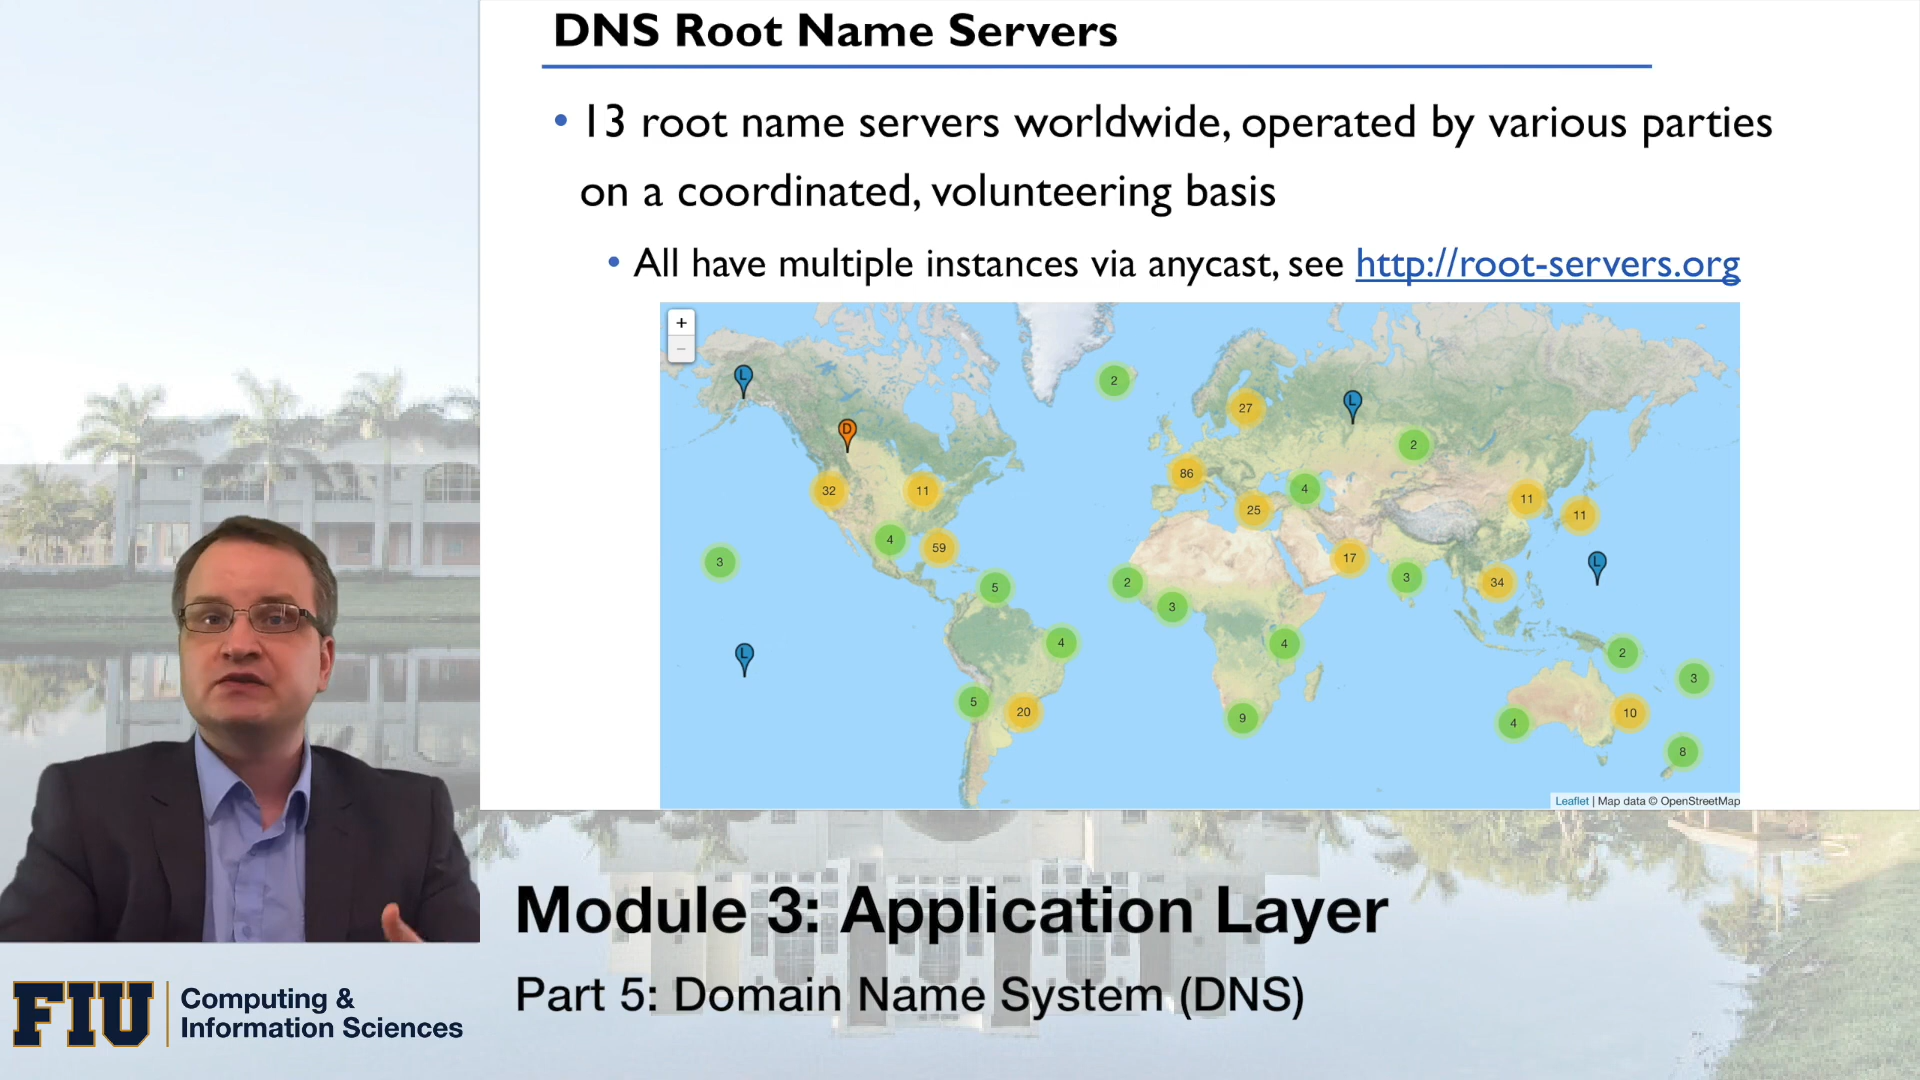 DNS Root Name Servers
• 13 root name servers worldwide, operated by various parties
on a coordinated, volunteering basis
• All have multiple instances via anycast, see http://root-servers.org
+
−
L
D
2
27
L
2
86
4
32
11
25
11
11
4
59
3
17
L
5
2
3
34
3
4
4
L
2
3
5
20
9
4
10
8
Leaflet | Map data © OpenStreetMap
Module 3: Application Layer
Part 5: Domain Name System (DNS)
FIU
Computing &
Information Sciences